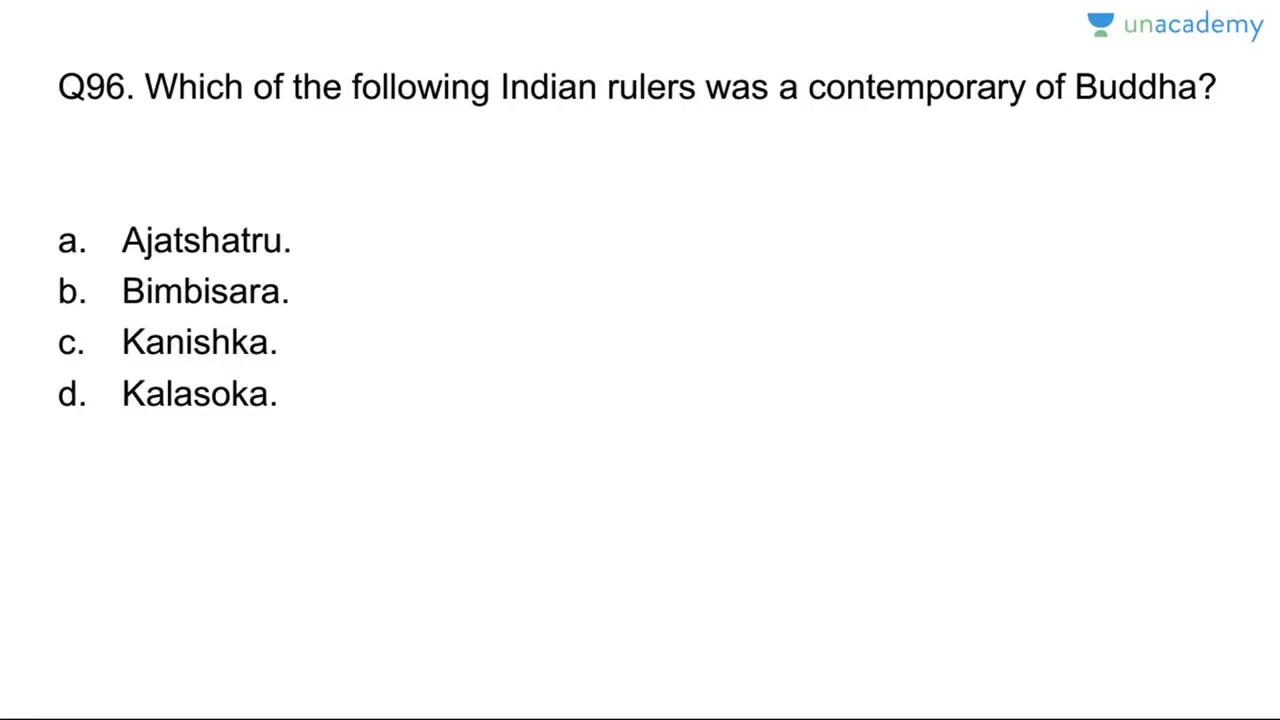 unacademy
Q96. Which of the following Indian rulers was a contemporary of Buddha?
a. Ajatshatru.
b. Bimbisara.
c. Kanishka.
d. Kalasoka.